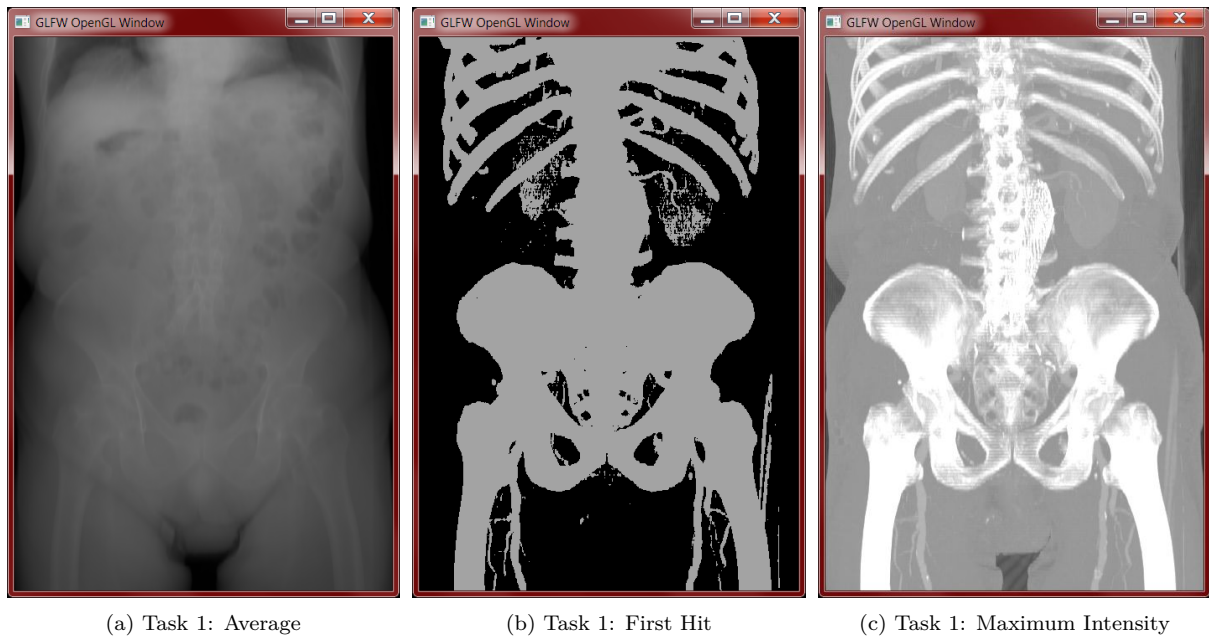 GLFW OpenGL Window
GLFW OpenGL Window
GLFW OpenGL Window
(a) Task 1: Average
(b) Task 1: First Hit
(c) Task 1: Maximum Intensity